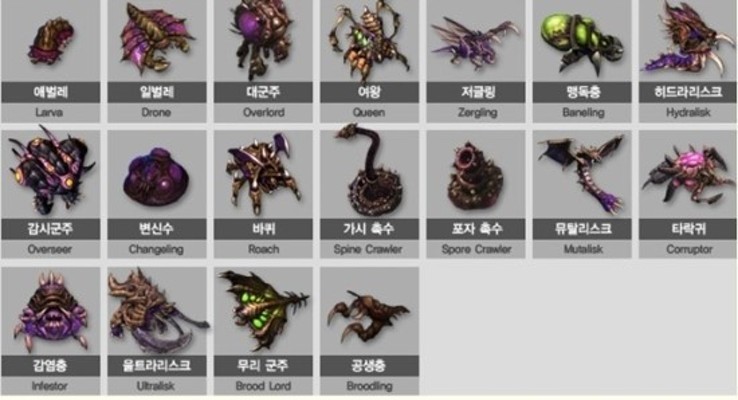 애벌레
일벌레
대군주
여왕
저글링
맹독충
히드라리스크
Larva
Drone
Overlord
Queen
Zergling
Baneling
Hydralisk
감시군주
변신수
바퀴
가시 촉수
포자 촉수
뮤탈리스크
타락귀
Overseer
Changeling
Roach
Spine Crawler
Spore Crawler
Mutalisk
Corruptor
감염충
울트라리스크
무리 군주
공생충
Infestor
Ultralisk
Brood Lord
Broodling